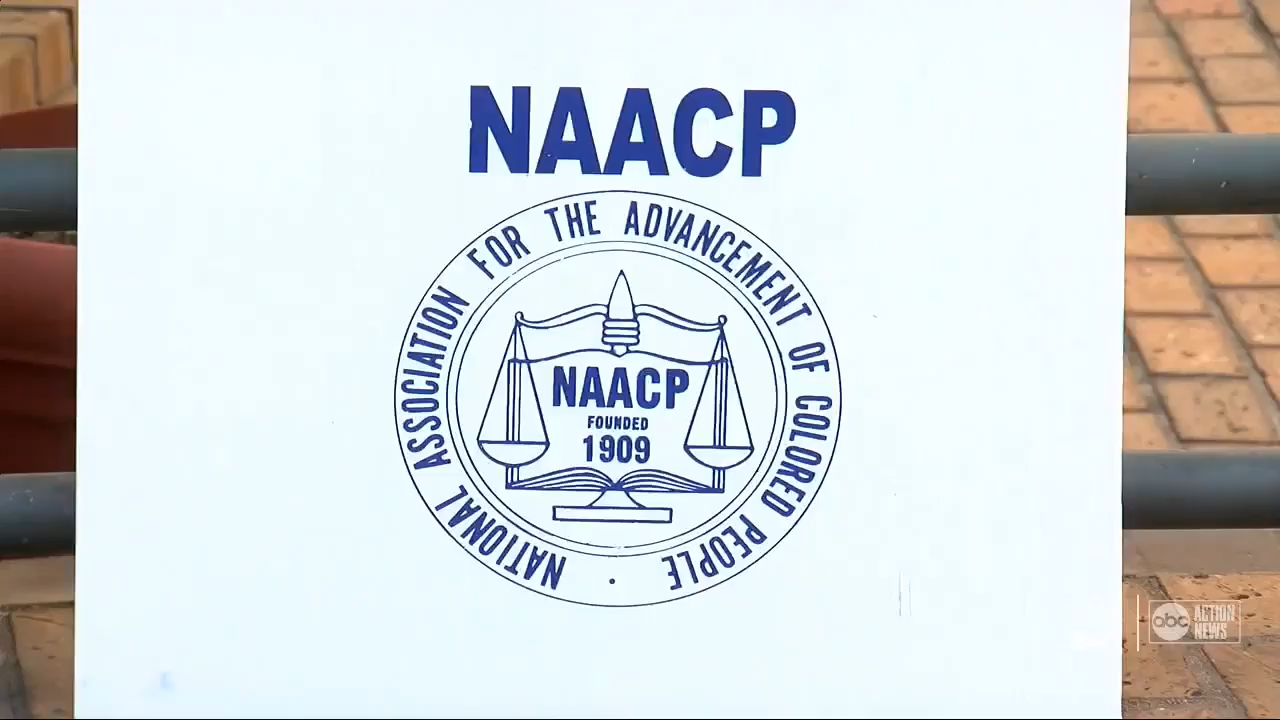 NAACP
NATIONAL ASSOCIATION FOR THE ADVANCEMENT OF COLORED PEOPLE •
NAACP
FOUNDED
1909
abc ACTION
NEWS